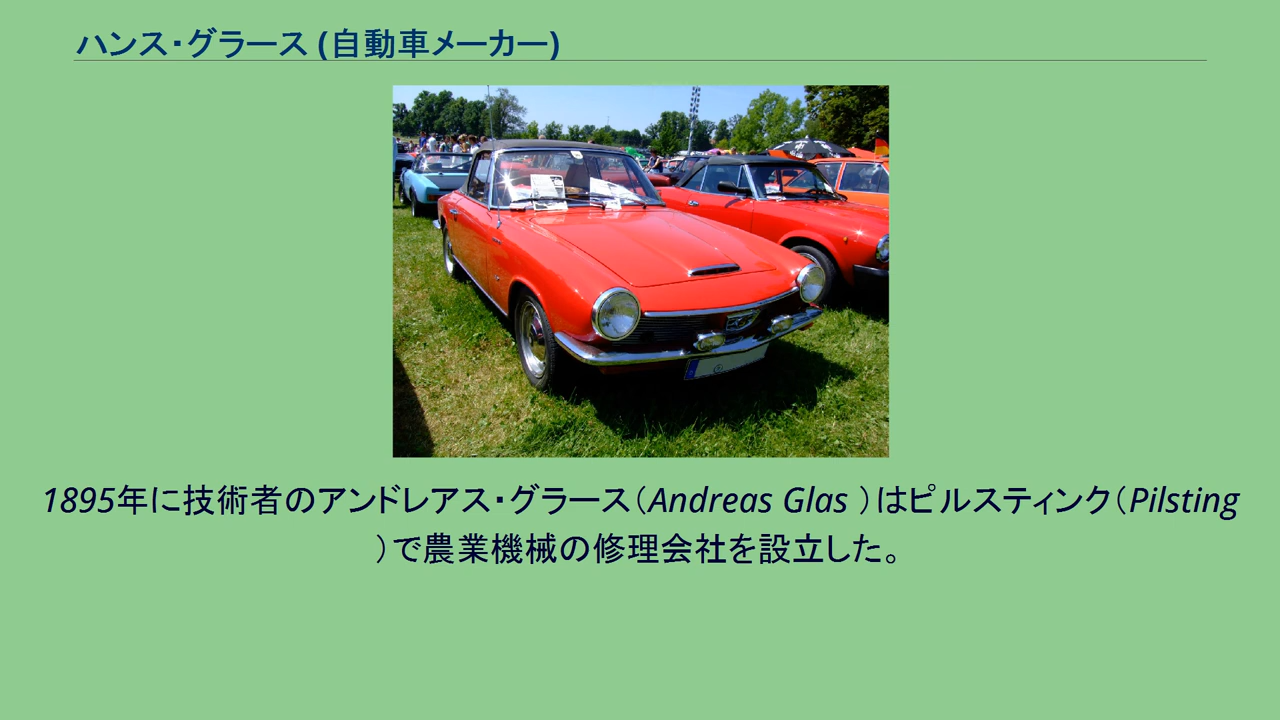 ハンス・グラース (自動車メーカー)
1895年に技術者のアンドレアス・グラース（Andreas Glas ）はピルスティンク（Pilsting
）で農業機械の修理会社を設立した。